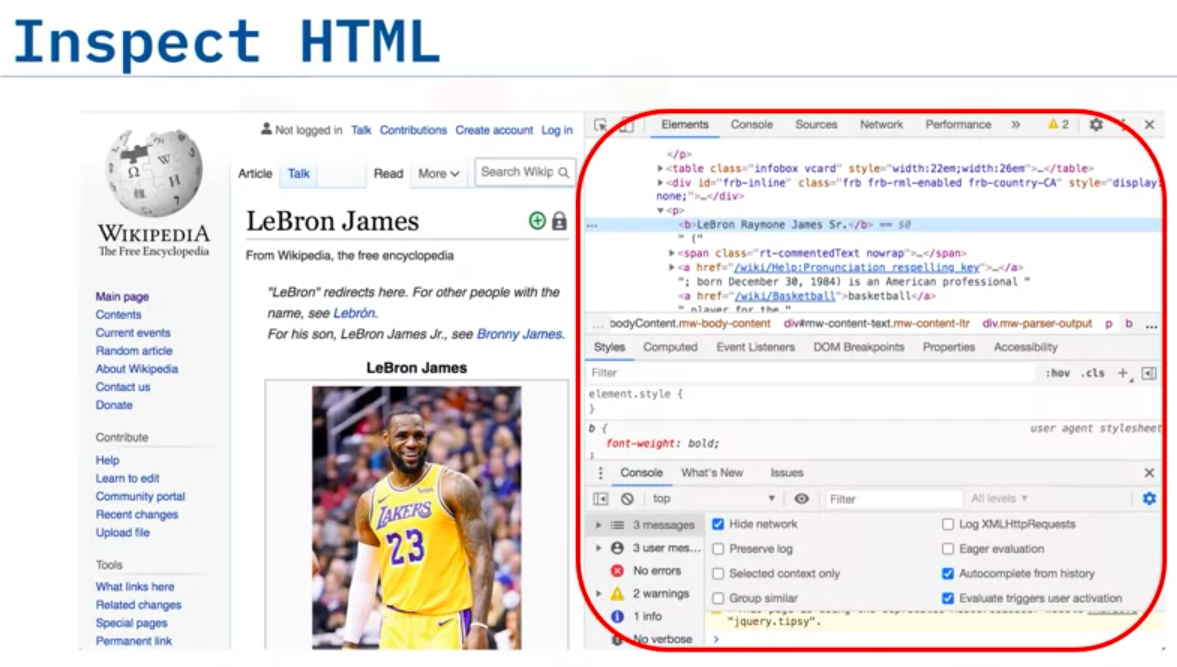 Inspect HTML
Not logged in Talk Contributions Create account Log in
Article Talk Read More Search Wikip
WIKIPEDIA
The Free Encyclopedia
LeBron James
From Wikipedia, the free encyclopedia
"LeBron" redirects here. For other people with the
name, see Lebrón.
For his son, LeBron James Jr., see Bronny James.
LeBron James
LAKERS
23
Main page
Contents
Current events
Random article
About Wikipedia
Contact us
Donate
Contribute
Help
Learn to edit
Community portal
Recent changes
Upload file
Tools
What links here
Related changes
Special pages
Permanent link
Elements Console Sources Network Performance » 2
</p>
<table class="infobox vcard" style="width:22em;width:26em">…</table>
<div id="frb-inline" class="frb frb-rml-enabled frb-country-CA" style="display:
none;">…</div>
<p>
… <b>LeBron Raymone James Sr.</b> == $0
" ("
<span class="rt-commentedText nowrap">…</span>
<a href="/wiki/Help:Pronunciation respelling key">…</a>
"; born December 30, 1984) is an American professional "
<a href="/wiki/Basketball">basketball</a>
" player for the "
... bodyContent.mw-body-content div#mw-content-text.mw-content-ltr div.mw-parser-output p b ...
Styles Computed Event Listeners DOM Breakpoints Properties Accessibility
Filter :hov .cls +
element.style {
}
b { user agent stylesheet
font-weight: bold;
}
Console What's New Issues
top Filter All levels
3 messages
3 user mes...
No errors
2 warnings
1 info
No verbose
Hide network Log XMLHttpRequests
Preserve log Eager evaluation
Selected context only Autocomplete from history
Group similar Evaluate triggers user activation
"jquery.tipsy".